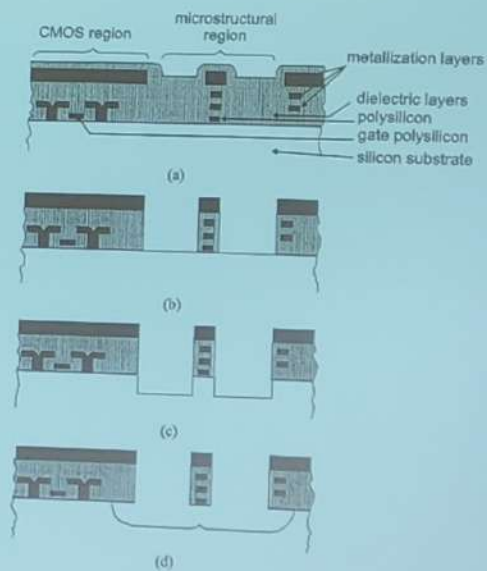 microstructural
CMOS region
region
metallization layers
dielectric layers
polysilicon
gate polysilicon
silicon substrate
(a)
(b)
(c)
(d)